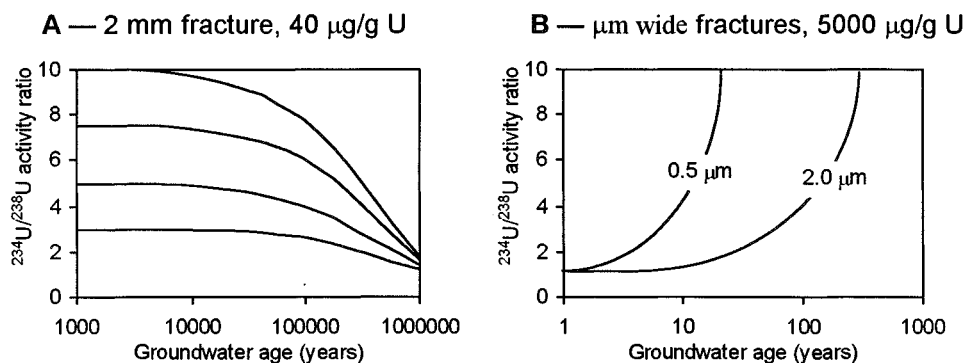 A — 2 mm fracture, 40 µg/g U
10
8
6
4
2
0
²³⁴U/²³⁸U activity ratio
1000
10000
100000
1000000
Groundwater age (years)
B — µm wide fractures, 5000 µg/g U
10
8
6
4
2
0
²³⁴U/²³⁸U activity ratio
0.5 µm
2.0 µm
1
10
100
1000
Groundwater age (years)